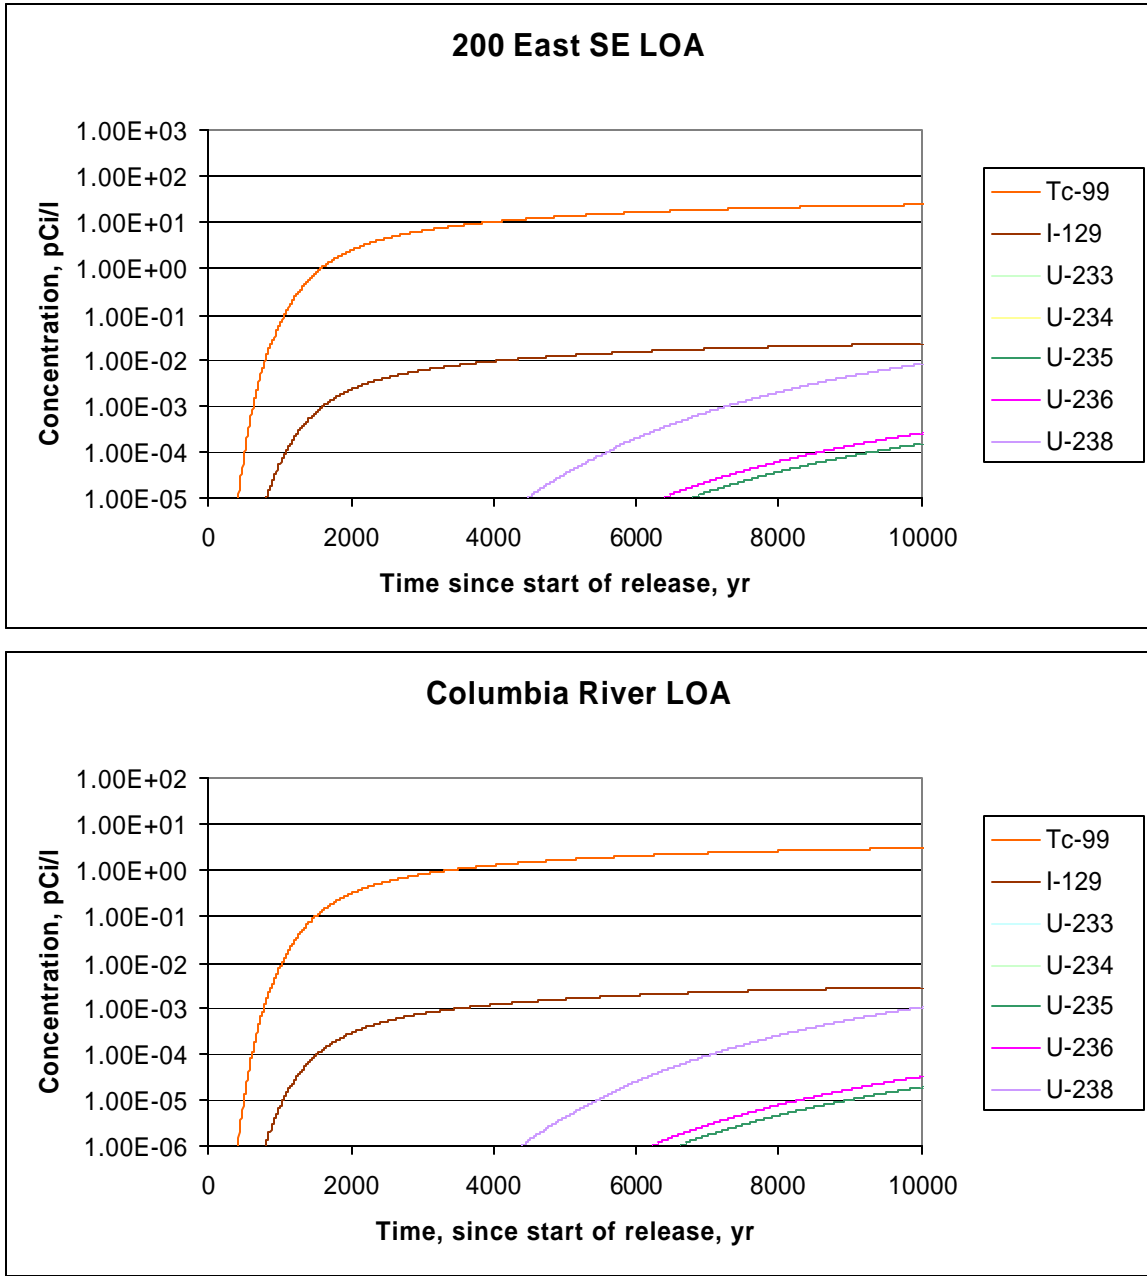 200 East SE LOA
1.00E+03
1.00E+02
1.00E+01
1.00E+00
1.00E-01
1.00E-02
1.00E-03
1.00E-04
1.00E-05
Concentration, pCi/l
0 2000 4000 6000 8000 10000
Time since start of release, yr
Tc-99
I-129
U-233
U-234
U-235
U-236
U-238
Columbia River LOA
1.00E+02
1.00E+01
1.00E+00
1.00E-01
1.00E-02
1.00E-03
1.00E-04
1.00E-05
1.00E-06
Concentration, pCi/l
0 2000 4000 6000 8000 10000
Time, since start of release, yr
Tc-99
I-129
U-233
U-234
U-235
U-236
U-238